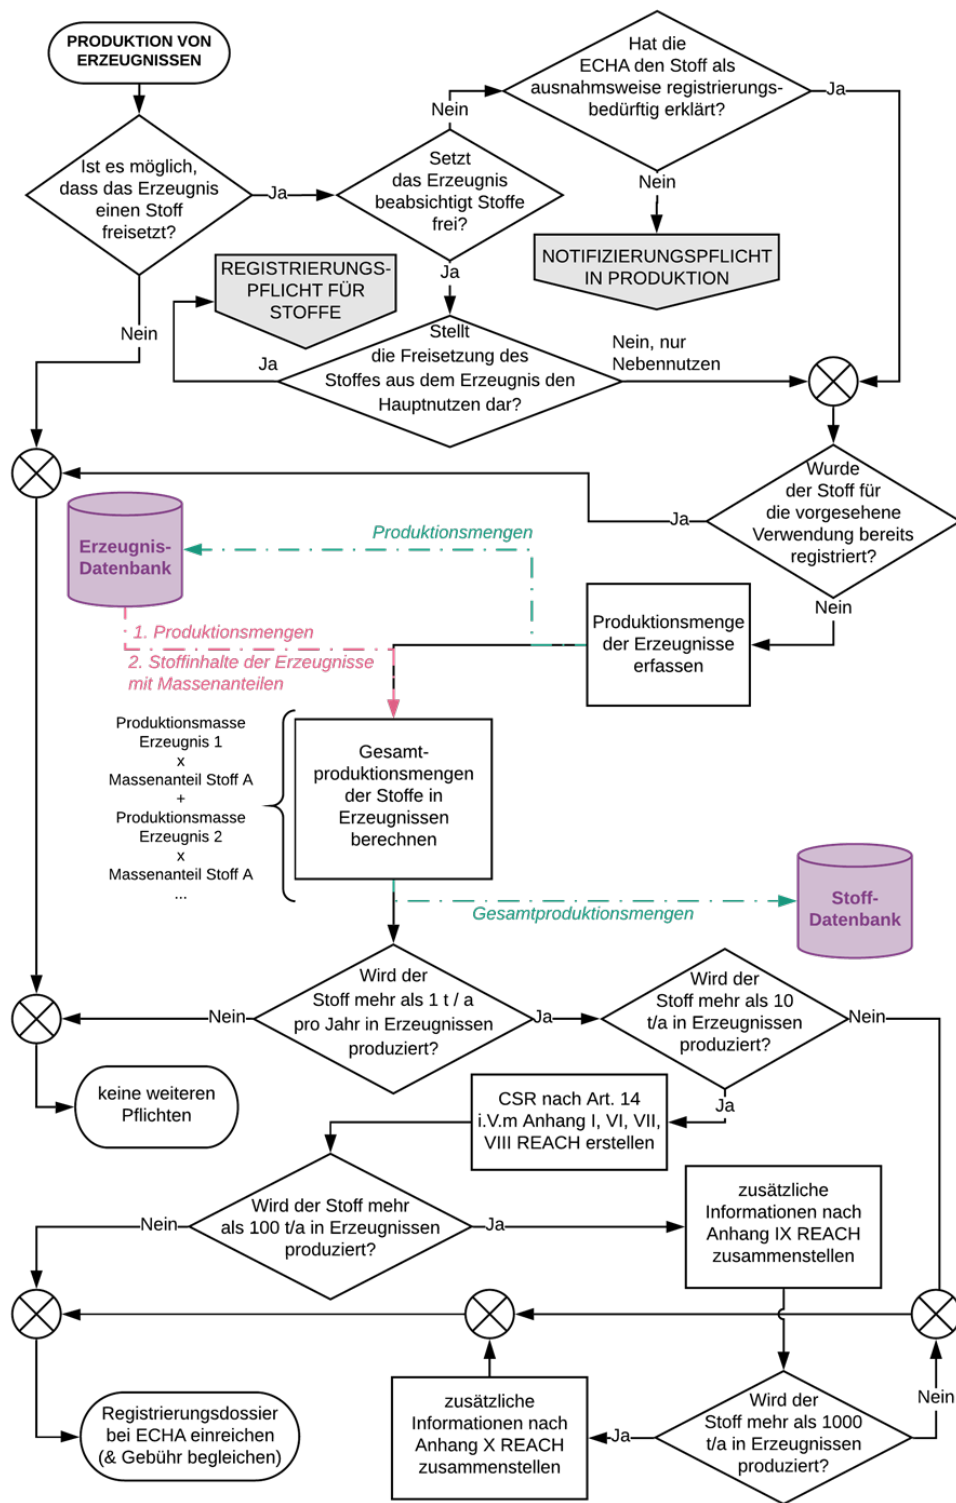 PRODUKTION VON
ERZEUGNISSEN
Hat die
ECHA den Stoff als
ausnahmsweise registrierungs-
bedürftig erklärt?
Ja
Nein
Nein
Ist es möglich,
dass das Erzeugnis
einen Stoff
freisetzt?
Ja
Setzt
das Erzeugnis
beabsichtigt Stoffe
frei?
NOTIFIZIERUNGSPFLICHT
IN PRODUKTION
REGISTRIERUNGS-
PFLICHT FÜR
STOFFE
Ja
Nein
Stellt
die Freisetzung des
Stoffes aus dem Erzeugnis den
Hauptnutzen dar?
Ja
Nein, nur
Nebennutzen
Wurde
der Stoff für
die vorgesehene
Verwendung bereits
registriert?
Ja
Nein
Erzeugnis-
Datenbank
Produktionsmengen
Produktionsmenge
der Erzeugnisse
erfassen
1. Produktionsmengen
2. Stoffinhalte der Erzeugnisse
mit Massenanteilen
Produktionsmasse
Erzeugnis 1
x
Massenanteil Stoff A
+
Produktionsmasse
Erzeugnis 2
x
Massenanteil Stoff A
...
Gesamt-
produktionsmengen
der Stoffe in
Erzeugnissen
berechnen
Gesamtproduktionsmengen
Stoff-
Datenbank
Wird der
Stoff mehr als 1 t / a
pro Jahr in Erzeugnissen
produziert?
Nein
Ja
Wird der
Stoff mehr als 10
t/a in Erzeugnissen
produziert?
Nein
Ja
keine weiteren
Pflichten
CSR nach Art. 14
i.V.m Anhang I, VI, VII,
VIII REACH erstellen
Wird der Stoff mehr
als 100 t/a in Erzeugnissen
produziert?
Nein
Ja
zusätzliche
Informationen nach
Anhang IX REACH
zusammenstellen
Wird der
Stoff mehr als 1000
t/a in Erzeugnissen
produziert?
Nein
Ja
zusätzliche
Informationen nach
Anhang X REACH
zusammenstellen
Registrierungsdossier
bei ECHA einreichen
(& Gebühr begleichen)